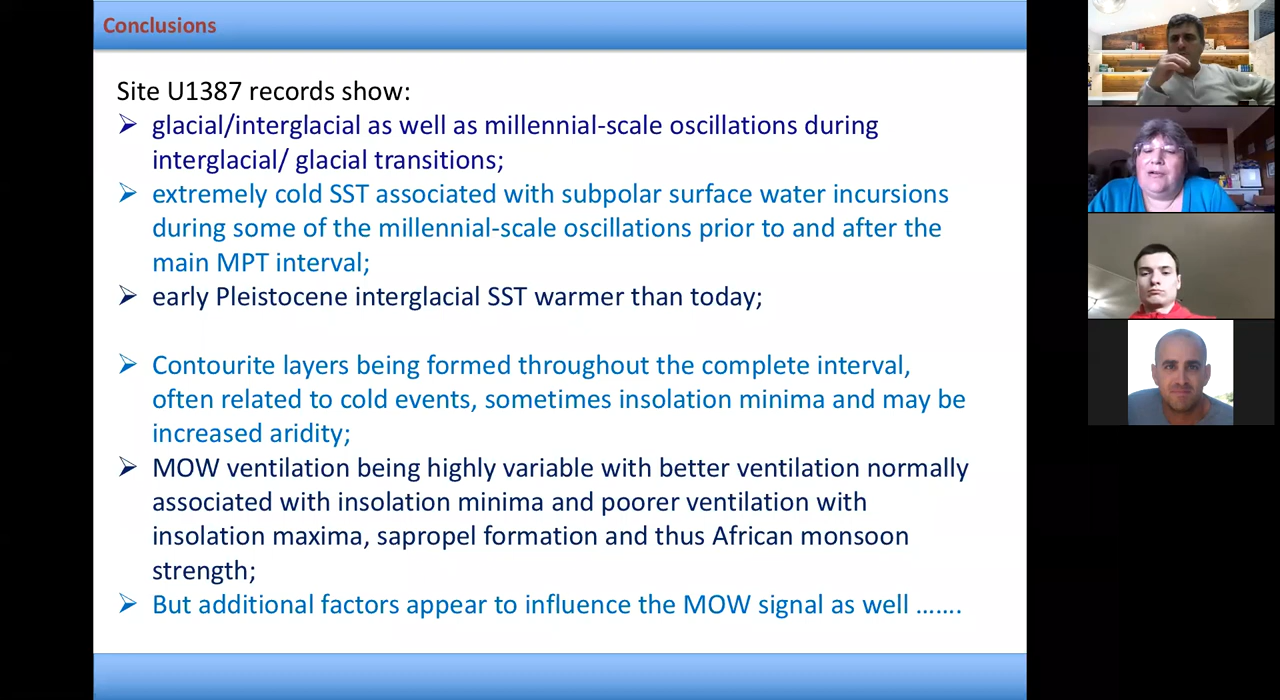 Conclusions
Site U1387 records show:
➢ glacial/interglacial as well as millennial-scale oscillations during
interglacial/ glacial transitions;
➢ extremely cold SST associated with subpolar surface water incursions
during some of the millennial-scale oscillations prior to and after the
main MPT interval;
➢ early Pleistocene interglacial SST warmer than today;
➢ Contourite layers being formed throughout the complete interval,
often related to cold events, sometimes insolation minima and may be
increased aridity;
➢ MOW ventilation being highly variable with better ventilation normally
associated with insolation minima and poorer ventilation with
insolation maxima, sapropel formation and thus African monsoon
strength;
➢ But additional factors appear to influence the MOW signal as well .......